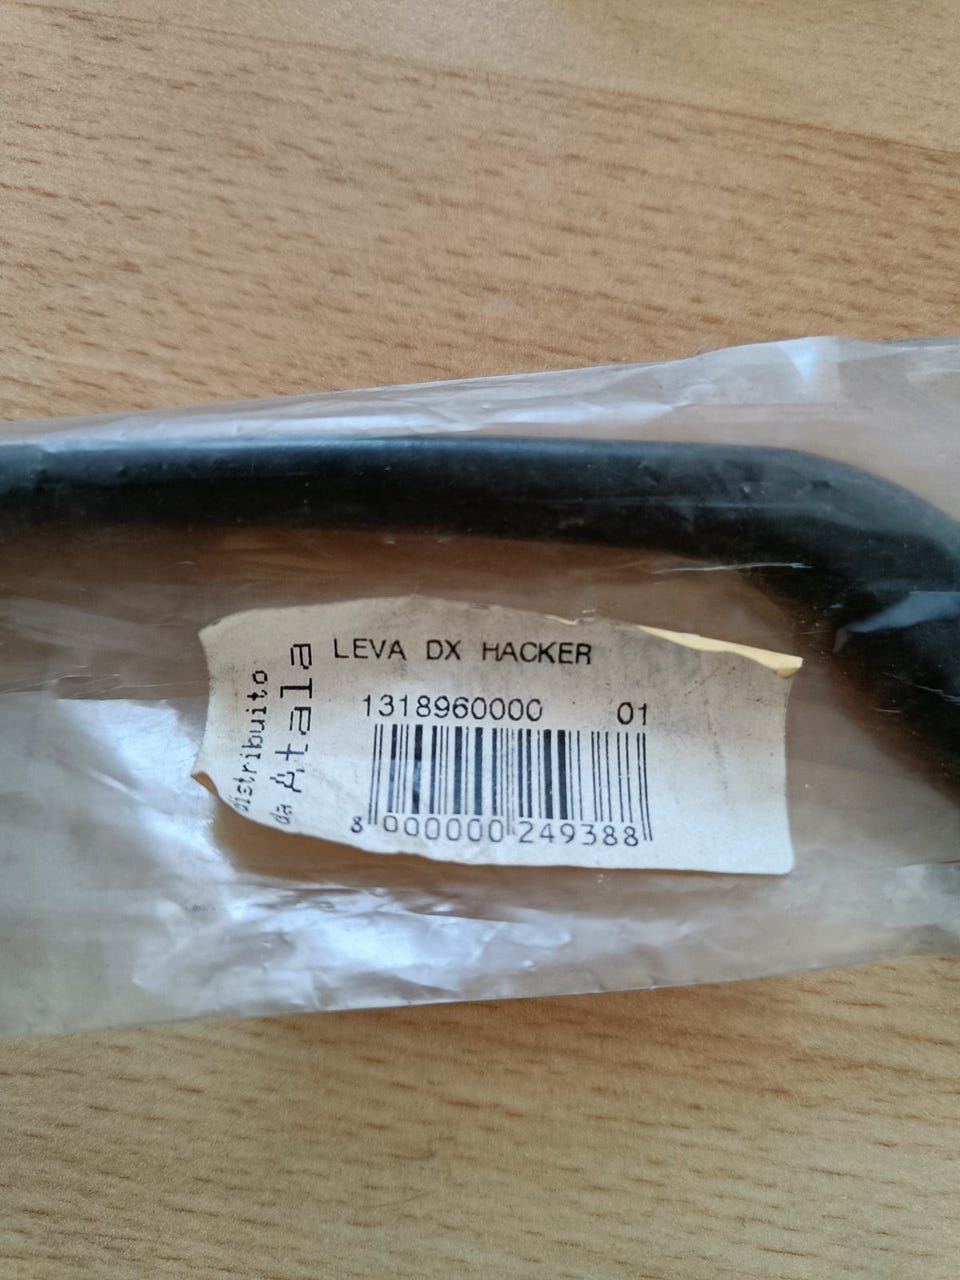 LEVA DX HACKER
1318960000 01
8 000000 249388
distribuito
da Atala